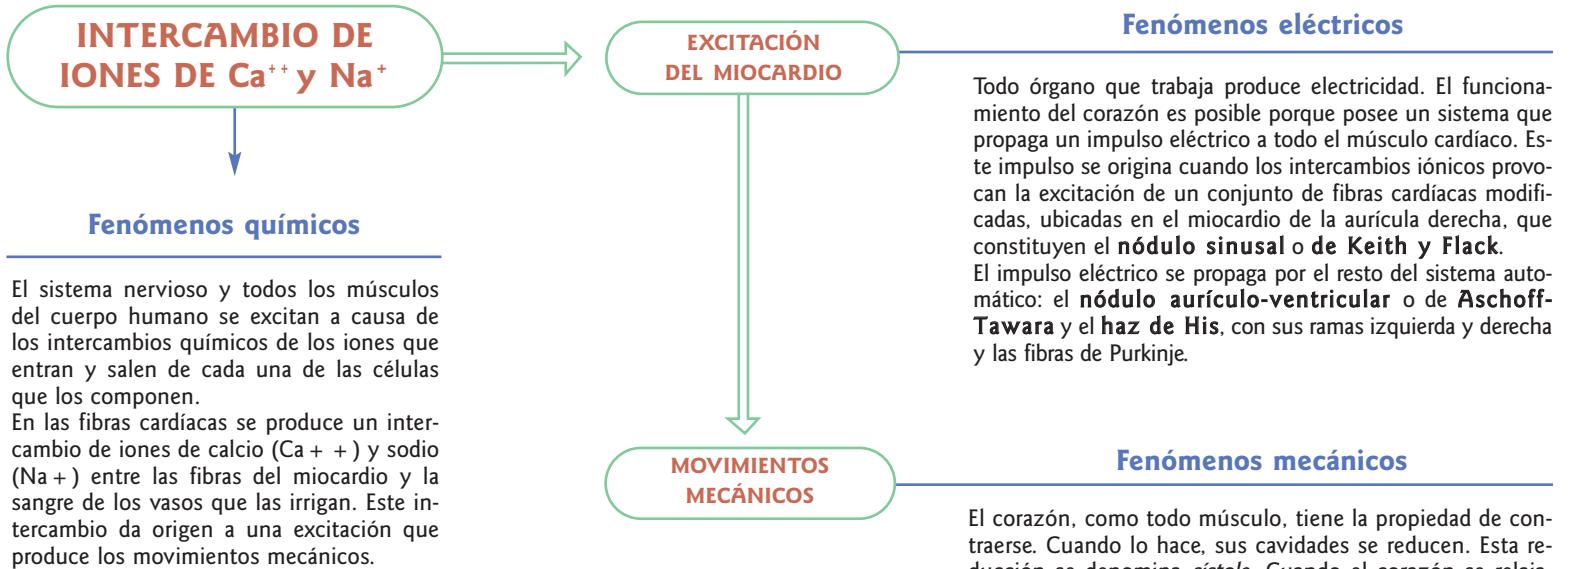 INTERCAMBIO DE
IONES DE Ca⁺⁺ y Na⁺
Fenómenos químicos
El sistema nervioso y todos los músculos
del cuerpo humano se excitan a causa de
los intercambios químicos de los iones que
entran y salen de cada una de las células
que los componen.
En las fibras cardíacas se produce un inter-
cambio de iones de calcio (Ca + +) y sodio
(Na +) entre las fibras del miocardio y la
sangre de los vasos que las irrigan. Este in-
tercambio da origen a una excitación que
produce los movimientos mecánicos.
EXCITACIÓN
DEL MIOCARDIO
Fenómenos eléctricos
Todo órgano que trabaja produce electricidad. El funciona-
miento del corazón es posible porque posee un sistema que
propaga un impulso eléctrico a todo el músculo cardíaco. Es-
te impulso se origina cuando los intercambios iónicos provo-
can la excitación de un conjunto de fibras cardíacas modifi-
cadas, ubicadas en el miocardio de la aurícula derecha, que
constituyen el nódulo sinusal o de Keith y Flack.
El impulso eléctrico se propaga por el resto del sistema auto-
mático: el nódulo aurículo-ventricular o de Aschoff-
Tawara y el haz de His, con sus ramas izquierda y derecha
y las fibras de Purkinje.
MOVIMIENTOS
MECÁNICOS
Fenómenos mecánicos
El corazón, como todo músculo, tiene la propiedad de con-
traerse. Cuando lo hace, sus cavidades se reducen. Esta re-
ducción se denomina sístole. Cuando el corazón se relaja,